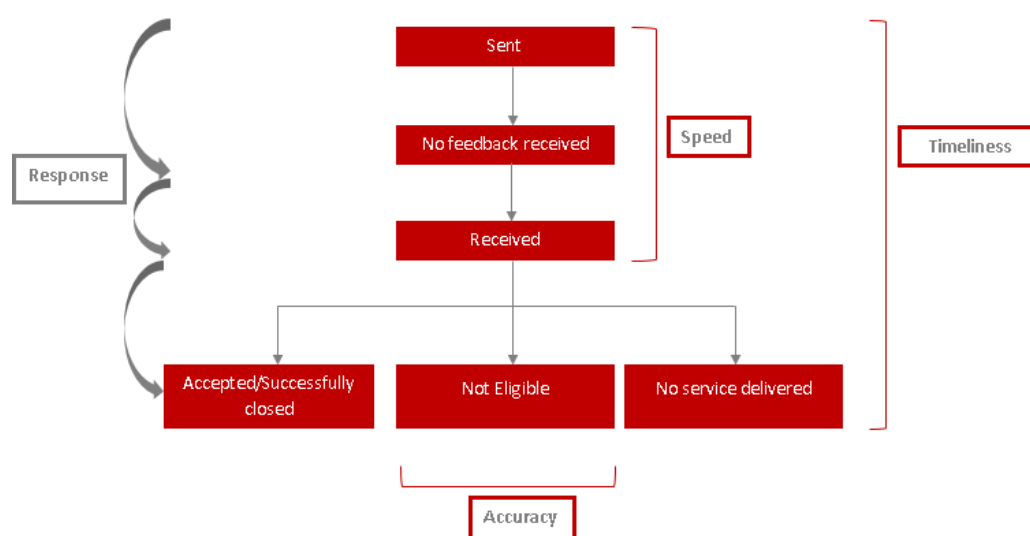 Sent
Speed
No feedback received
Timeliness
Response
Received
Accepted/Successfully
closed
Not Eligible
No service delivered
Accuracy